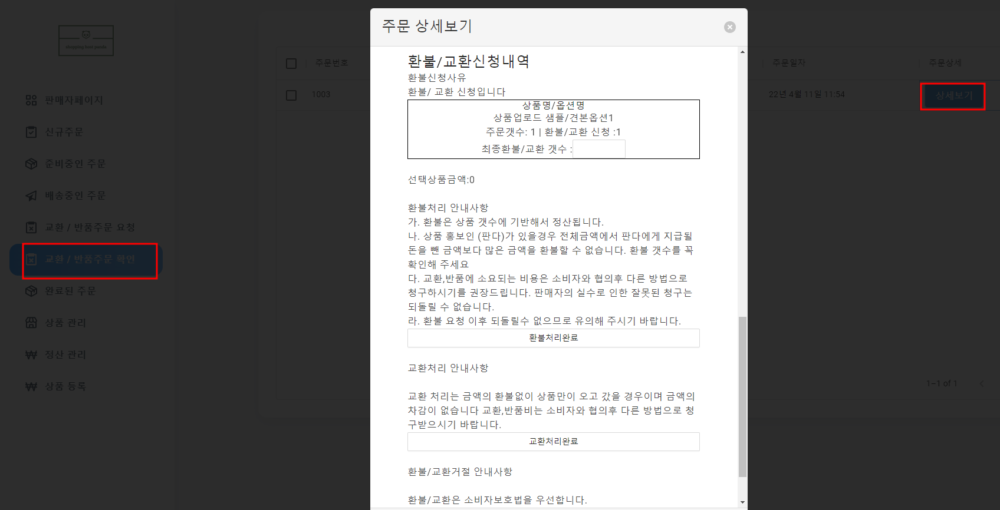 shopping host panda
판매자페이지
신규주문
준비중인 주문
배송중인 주문
교환 / 반품주문 요청
교환 / 반품주문 확인
완료된 주문
상품 관리
정산 관리
상품 등록
주문번호
1003
주문일자
22년 4월 11일 11:54
주문상세
상세보기
1–1 of 1
주문 상세보기
환불/교환신청내역
환불신청사유
환불/ 교환 신청입니다
상품명/옵션명
상품업로드 샘플/견본옵션1
주문갯수: 1 | 환불/교환 신청 :1
최종환불/교환 갯수 :
선택상품금액:0
환불처리 안내사항
가. 환불은 상품 갯수에 기반해서 정산됩니다.
나. 상품 홍보인 (판다)가 있을경우 전체금액에서 판다에게 지급될
돈을 뺀 금액보다 많은 금액을 환불할 수 없습니다. 환불 갯수를 꼭
확인해 주세요
다. 교환,반품에 소요되는 비용은 소비자와 협의후 다른 방법으로
청구하시기를 권장드립니다. 판매자의 실수로 인한 잘못된 청구는
되돌릴 수 없습니다.
라. 환불 요청 이후 되돌릴수 없으므로 유의해 주시기 바랍니다.
환불처리완료
교환처리 안내사항
교환 처리는 금액의 환불없이 상품만이 오고 갔을 경우이며 금액의
차감이 없습니다 교환,반품비는 소비자와 협의후 다른 방법으로 청
구받으시기 바랍니다.
교환처리완료
환불/교환거절 안내사항
환불/교환은 소비자보호법을 우선합니다.